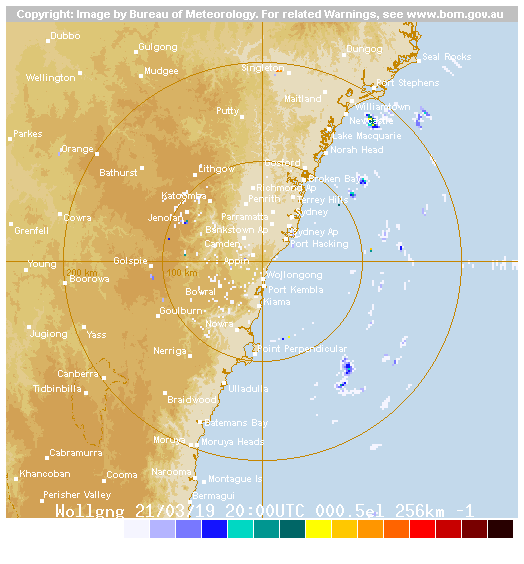 Copyright: Image by Bureau of Meteorology. For related Warnings, see www.bom.gov.au
Dubbo
Gulgong
Dungog
Seal Rocks
Wellington
Mudgee
Singleton
Port Stephens
Maitland
Putty
Williamtown
Newcastle
Parkes
Lake Macquarie
Orange
Norah Head
Bathurst
Lithgow
Gosford
Broken Bay
Richmond Ap
Katoomba
Penrith
Terrey Hills
Cowra
Jenolan
Parramatta
Sydney
Grenfell
Bankstown Ap
Sydney Ap
Camden
Port Hacking
Young
Golspie
Appin
200 km
100 km
Wollongong
Boorowa
Bowral
Port Kembla
Kiama
Goulburn
Nowra
Jugiong
Yass
Nerriga
Point Perpendicular
Canberra
Tidbinbilla
Ulladulla
Braidwood
Batemans Bay
Moruya
Moruya Heads
Cabramurra
Khancoban
Cooma
Narooma
Montague Is
Perisher Valley
Bermagui
Wollgng 21/03/19 20:00UTC 000.5el 256km -1